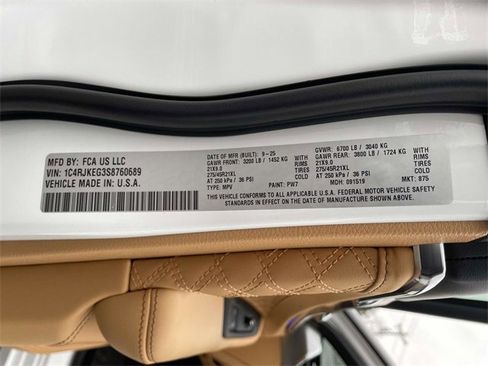 MFD BY: FCA US LLC
VIN: 1C4RJKEG3S8760689
VEHICLE MADE IN: U.S.A.
DATE OF MFR (BUILT): 9-25
GAWR FRONT: 3200 LB / 1452 KG
21X9.0
275/45R21XL
AT 250 kPa / 36 PSI
TYPE: MPV
WITH
RIMS
TIRES
COLD
PAINT: PW7
GVWR: 6700 LB / 3040 KG
GAWR REAR: 3800 LB / 1724 KG
21X9.0
275/45R21XL
AT 250 kPa / 36 PSI
MDH: 091519
WITH
RIMS
TIRES
COLD
MKT: 875
THIS VEHICLE CONFORMS TO ALL APPLICABLE U.S.A. FEDERAL MOTOR VEHICLE SAFETY
STANDARDS IN EFFECT ON THE DATE OF MANUFACTURE SHOWN ABOVE.